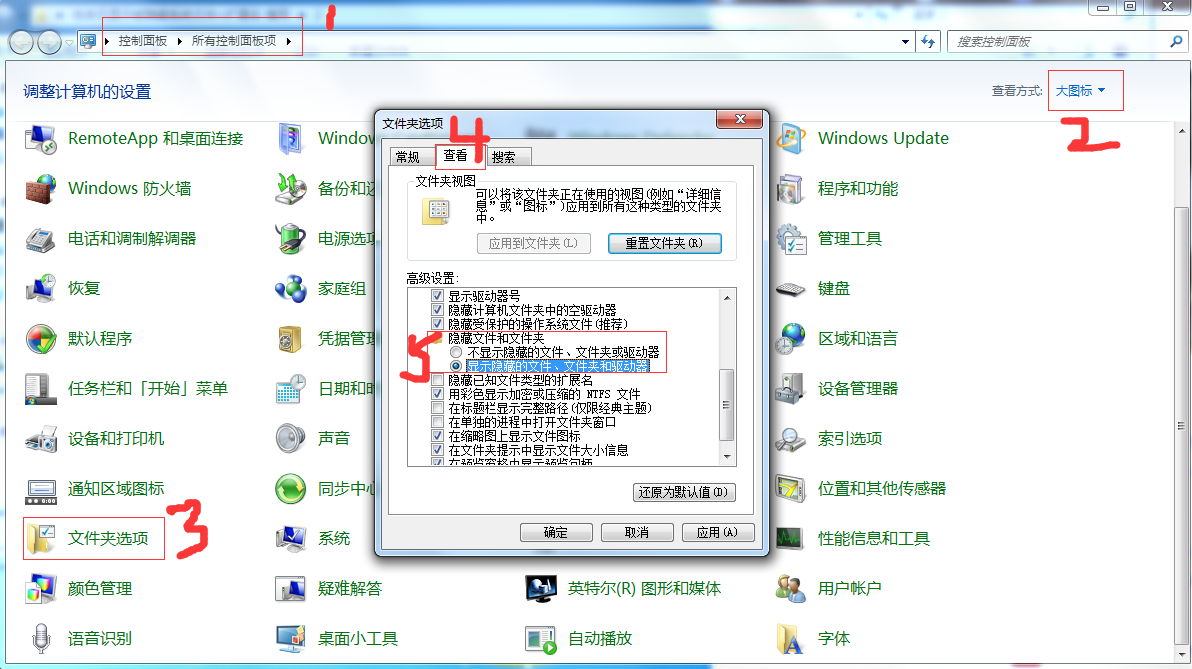 1
控制面板 ▶ 所有控制面板项 ▶
搜索控制面板
调整计算机的设置
查看方式: 大图标
2
RemoteApp 和桌面连接
Window
Windows Update
Windows 防火墙
备份和还
程序和功能
电话和调制解调器
电源选项
管理工具
恢复
家庭组
键盘
默认程序
凭据管理
区域和语言
任务栏和「开始」菜单
日期和时
设备管理器
设备和打印机
声音
索引选项
通知区域图标
同步中心
位置和其他传感器
文件夹选项
3
系统
性能信息和工具
颜色管理
疑难解答
英特尔(R) 图形和媒体
用户帐户
语音识别
桌面小工具
自动播放
字体
文件夹选项
4
常规 查看 搜索
文件夹视图
可以将该文件夹正在使用的视图(例如“详细信
息”或“图标”)应用到所有这种类型的文件夹
中。
应用到文件夹(L) 重置文件夹(R)
高级设置:
显示驱动器号
隐藏计算机文件夹中的空驱动器
隐藏受保护的操作系统文件(推荐)
隐藏文件和文件夹
不显示隐藏的文件、文件夹或驱动器
5
显示隐藏的文件、文件夹和驱动器
隐藏已知文件类型的扩展名
用彩色显示加密或压缩的 NTFS 文件
在标题栏显示完整路径(仅限经典主题)
在单独的进程中打开文件夹窗口
在缩略图上显示文件图标
在文件夹提示中显示文件大小信息
在预览窗格中显示预览句柄
还原为默认值(D)
确定 取消 应用(A)